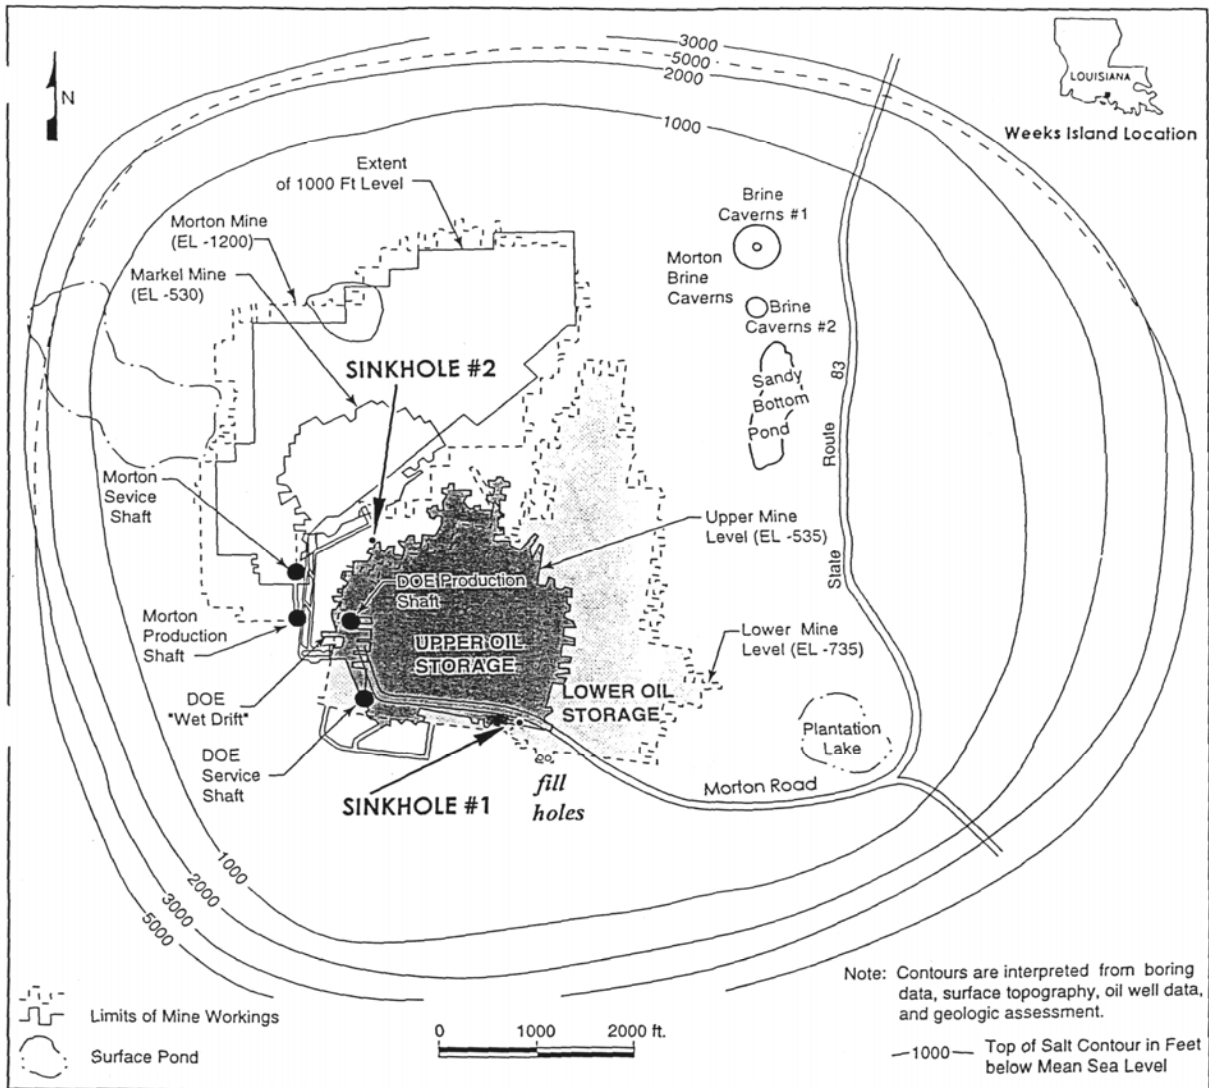 3000
5000
2000
1000
N
LOUISIANA
Weeks Island Location
Extent
of 1000 Ft Level
Morton Mine
(EL -1200)
Markel Mine
(EL -530)
Brine
Caverns #1
Morton
Brine
Caverns
Brine
Caverns #2
SINKHOLE #2
Sandy
Bottom
Pond
State Route 83
Morton
Sevice
Shaft
Upper Mine
Level (EL -535)
DOE Production
Shaft
Morton
Production
Shaft
UPPER OIL
STORAGE
Lower Mine
Level (EL -735)
LOWER OIL
STORAGE
DOE
"Wet Drift"
Plantation
Lake
DOE
Service
Shaft
SINKHOLE #1
fill
holes
Morton Road
1000
2000
3000
5000
Limits of Mine Workings
Surface Pond
0 1000 2000 ft.
Note: Contours are interpreted from boring
data, surface topography, oil well data,
and geologic assessment.
1000 Top of Salt Contour in Feet
below Mean Sea Level